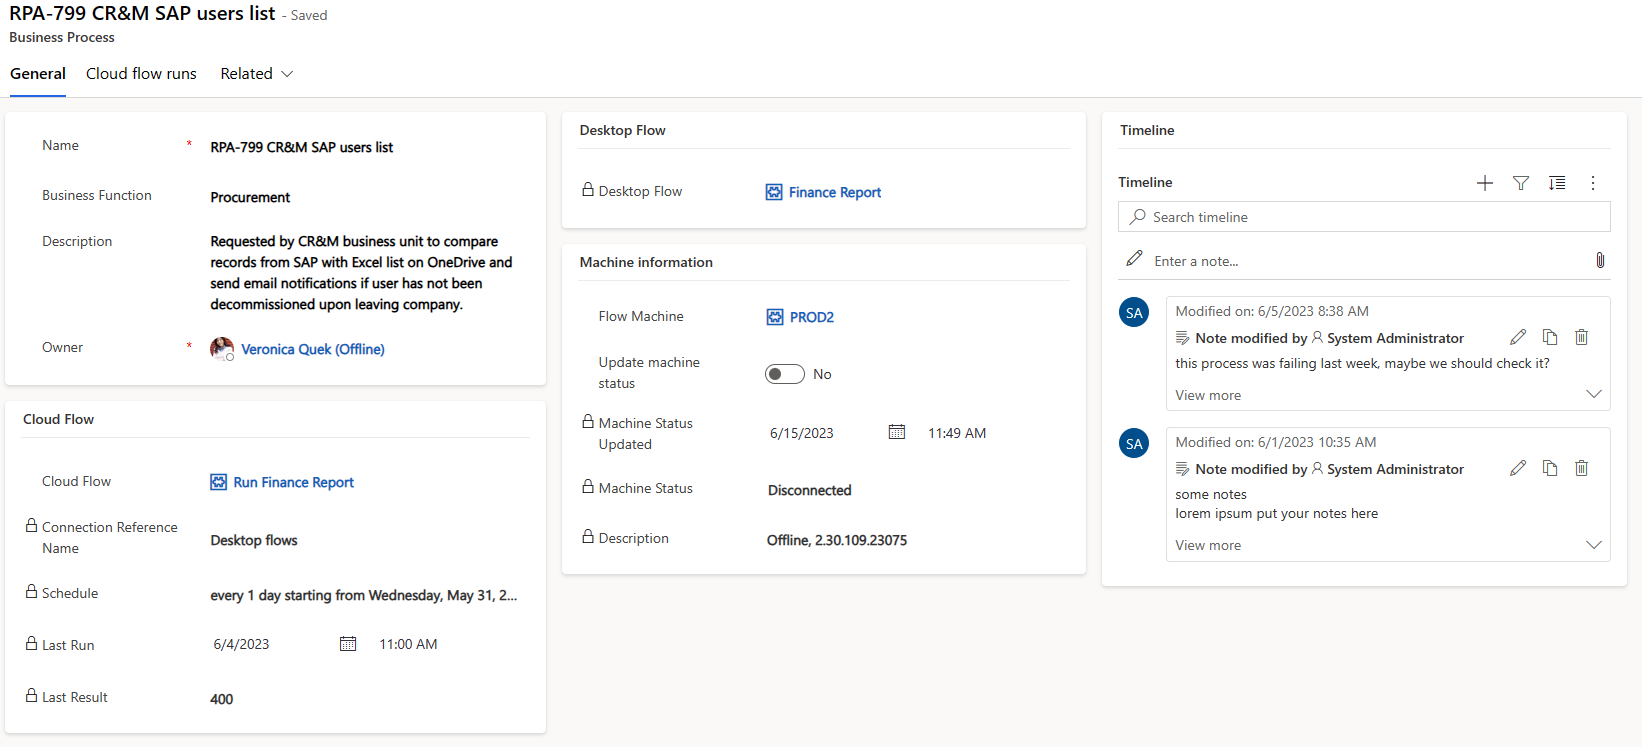 RPA-799 CR&M SAP users list - Saved
Business Process
General Cloud flow runs Related
Name * RPA-799 CR&M SAP users list
Business Function Procurement
Description Requested by CR&M business unit to compare
records from SAP with Excel list on OneDrive and
send email notifications if user has not been
decommissioned upon leaving company.
Owner * Veronica Quek (Offline)
Cloud Flow
Cloud Flow Run Finance Report
Connection Reference
Name
Desktop flows
Schedule every 1 day starting from Wednesday, May 31, 2...
Last Run 6/4/2023 11:00 AM
Last Result 400
Desktop Flow
Desktop Flow Finance Report
Machine information
Flow Machine PROD2
Update machine
status
No
Machine Status
Updated
6/15/2023 11:49 AM
Machine Status Disconnected
Description Offline, 2.30.109.23075
Timeline
Timeline
Search timeline
Enter a note...
SA
Modified on: 6/5/2023 8:38 AM
Note modified by System Administrator
this process was failing last week, maybe we should check it?
View more
SA
Modified on: 6/1/2023 10:35 AM
Note modified by System Administrator
some notes
lorem ipsum put your notes here
View more